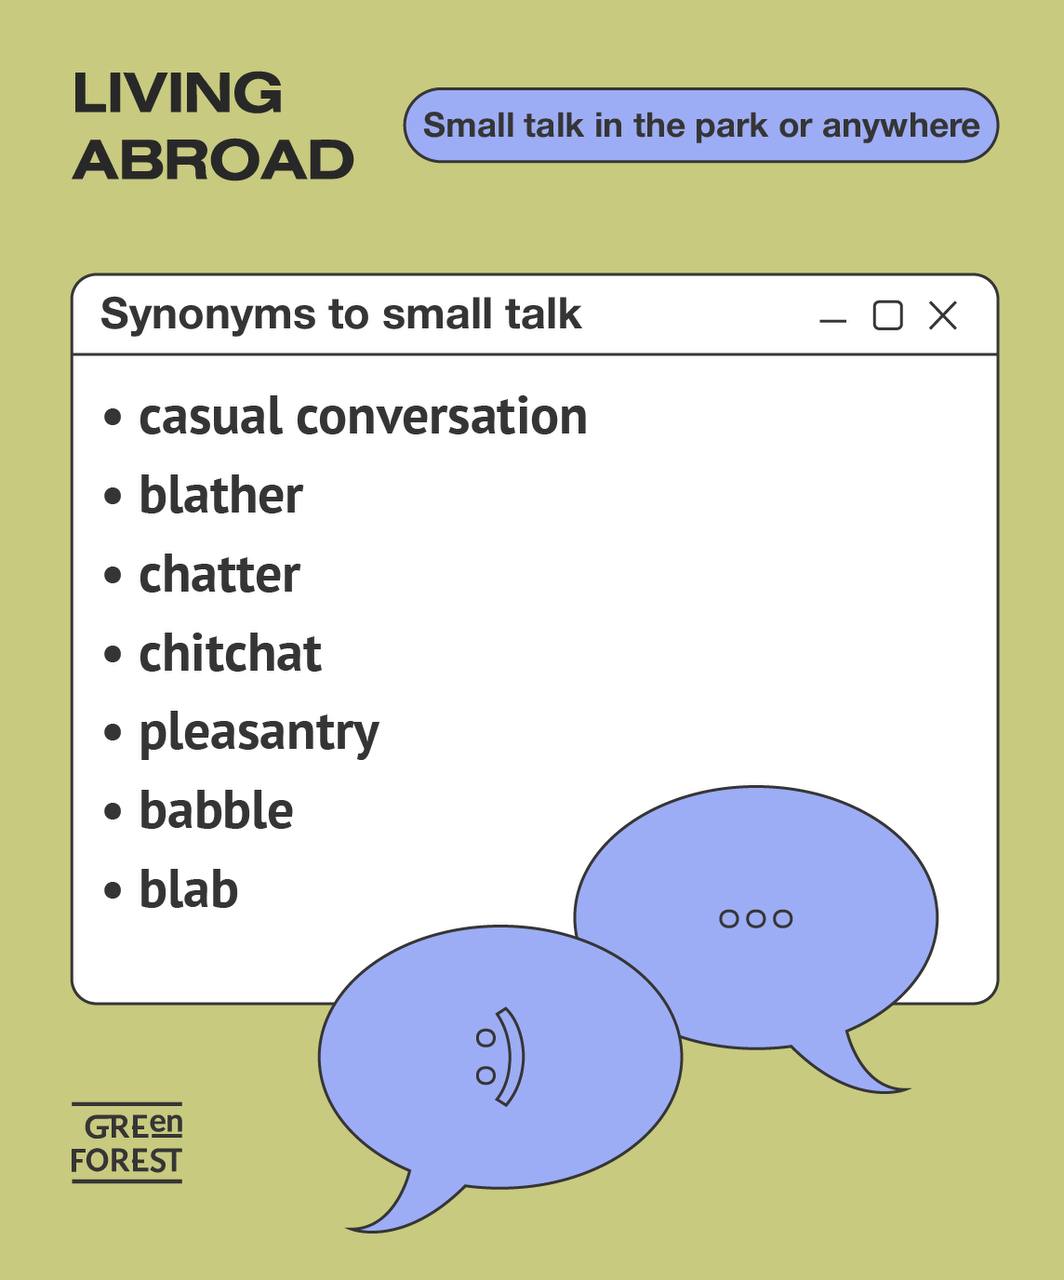 LIVING
ABROAD
Small talk in the park or anywhere
Synonyms to small talk
• casual conversation
• blather
• chatter
• chitchat
• pleasantry
• babble
• blab
ooo
:)
GREen
FOREST